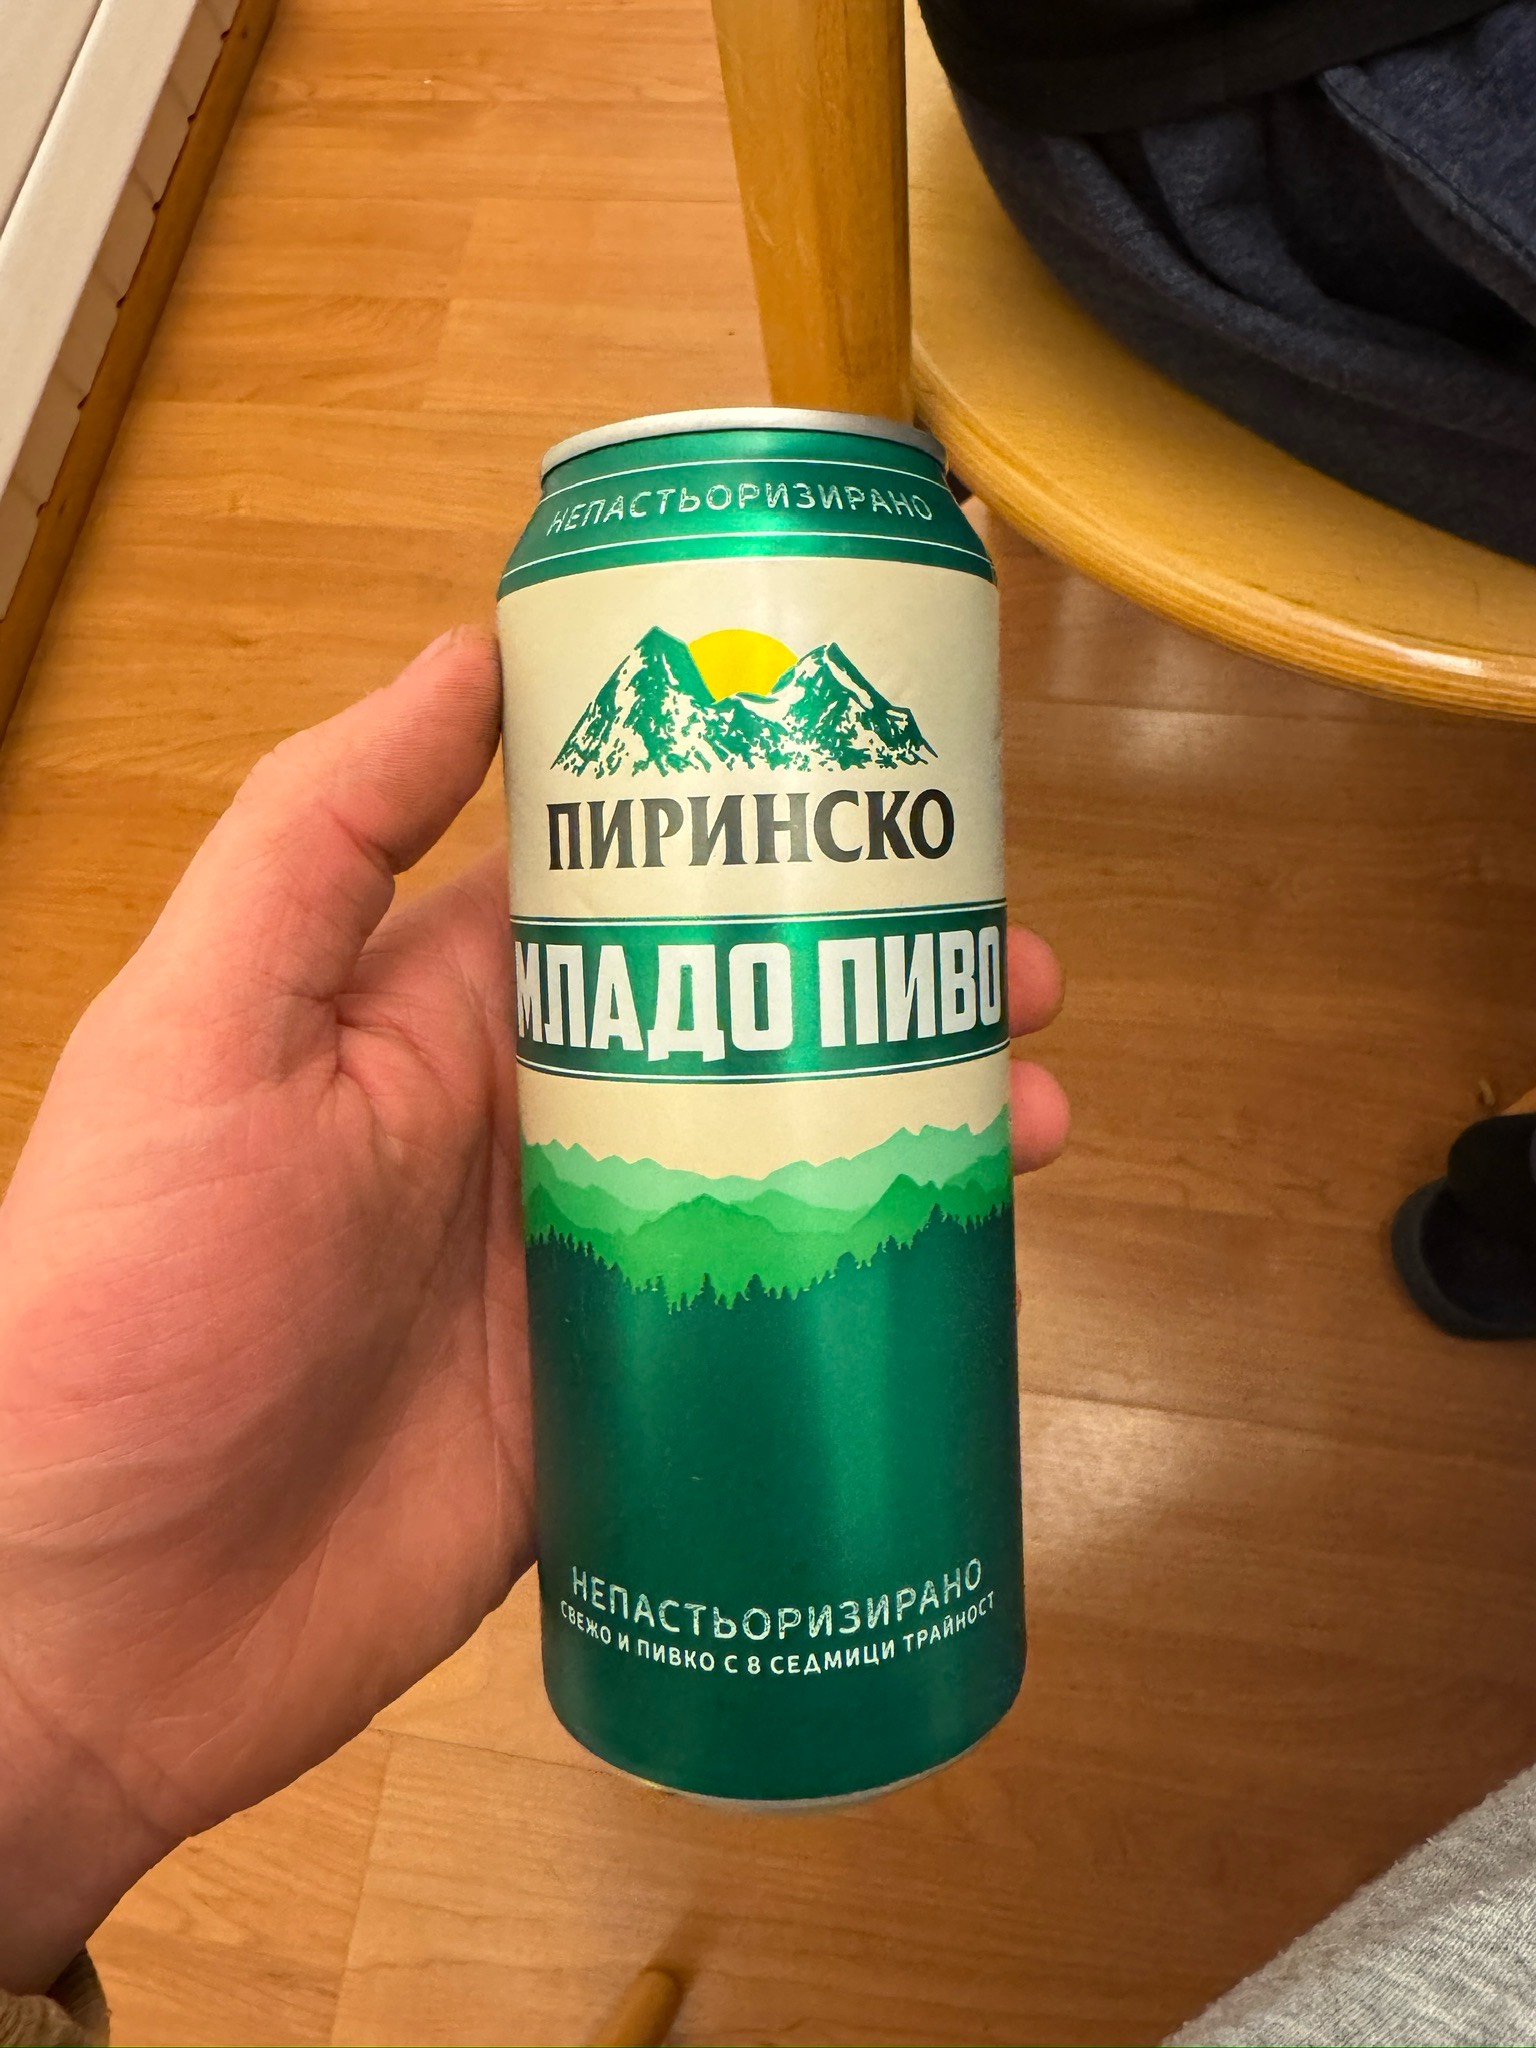 НЕПАСТЬОРИЗИРАНО
ПИРИНСКО
МЛАДО ПИВО
НЕПАСТЬОРИЗИРАНО
СВЕЖО И ПИВКО С 8 СЕДМИЦИ ТРАЙНОСТ